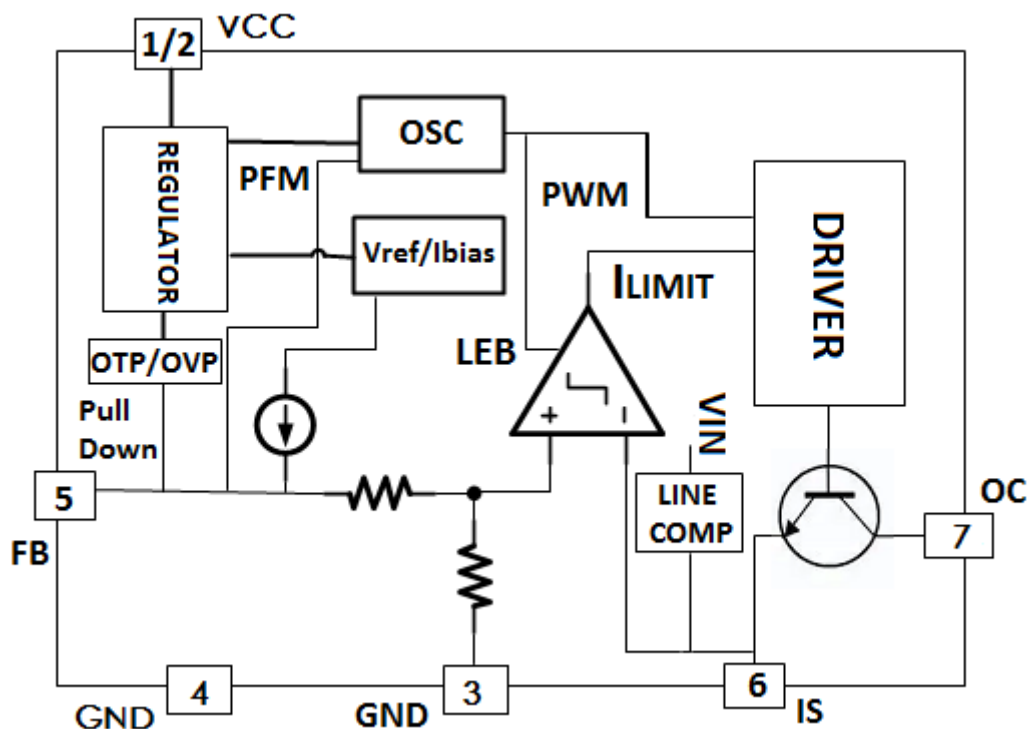 VCC
1/2
OSC
REGULATOR
PFM
PWM
Vref/Ibias
DRIVER
ILIMIT
LEB
OTP/OVP
Pull
Down
+
VIN
5
FB
LINE
COMP
OC
7
4
GND
3
GND
6
IS